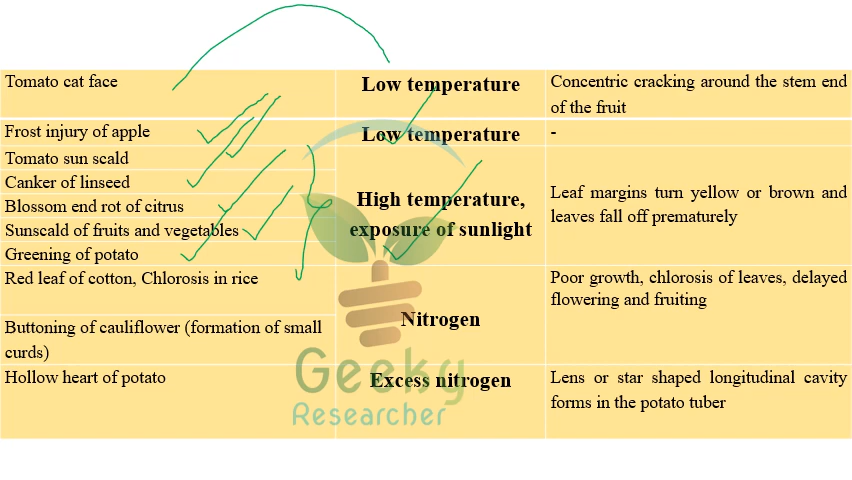 Tomato cat face
Low temperature
Concentric cracking around the stem end
of the fruit
Frost injury of apple
Low temperature
-
Tomato sun scald
Canker of linseed
Blossom end rot of citrus
Sunscald of fruits and vegetables
Greening of potato
High temperature,
exposure of sunlight
Leaf margins turn yellow or brown and
leaves fall off prematurely
Red leaf of cotton, Chlorosis in rice
Buttoning of cauliflower (formation of small
curds)
Nitrogen
Poor growth, chlorosis of leaves, delayed
flowering and fruiting
Hollow heart of potato
Excess nitrogen
Lens or star shaped longitudinal cavity
forms in the potato tuber
Geeky
Researcher